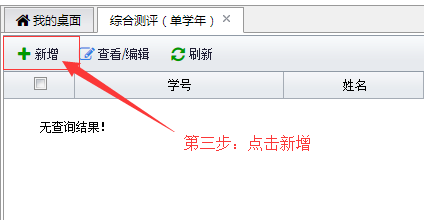 我的桌面 综合测评（单学年）
新增 查看/编辑 刷新
学号 姓名
无查询结果!
第三步：点击新增